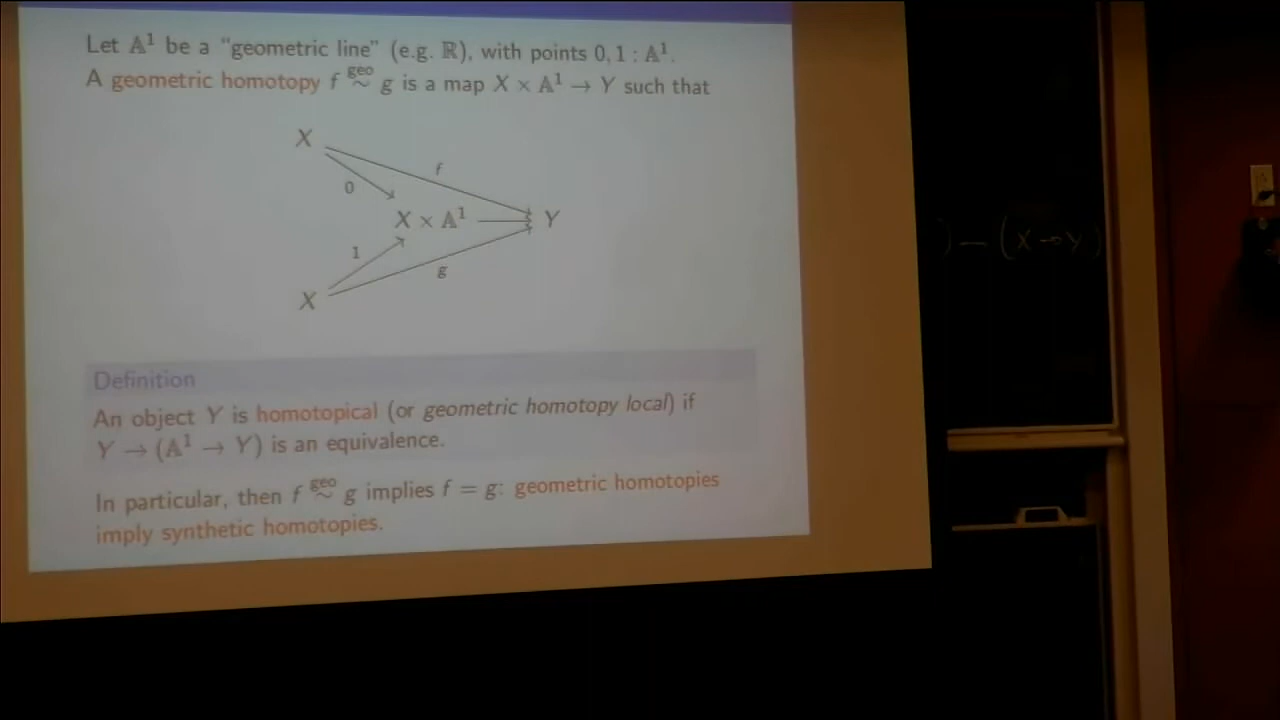 Let 𝔸¹ be a "geometric line" (e.g. ℝ), with points 0, 1 : 𝔸¹.
A geometric homotopy f geo∼ g is a map X × 𝔸¹ → Y such that
X
f
0
X × 𝔸¹ Y
1
g
X
) — (X → Y)
Definition
An object Y is homotopical (or geometric homotopy local) if
Y → (𝔸¹ → Y) is an equivalence.
In particular, then f geo∼ g implies f = g: geometric homotopies
imply synthetic homotopies.